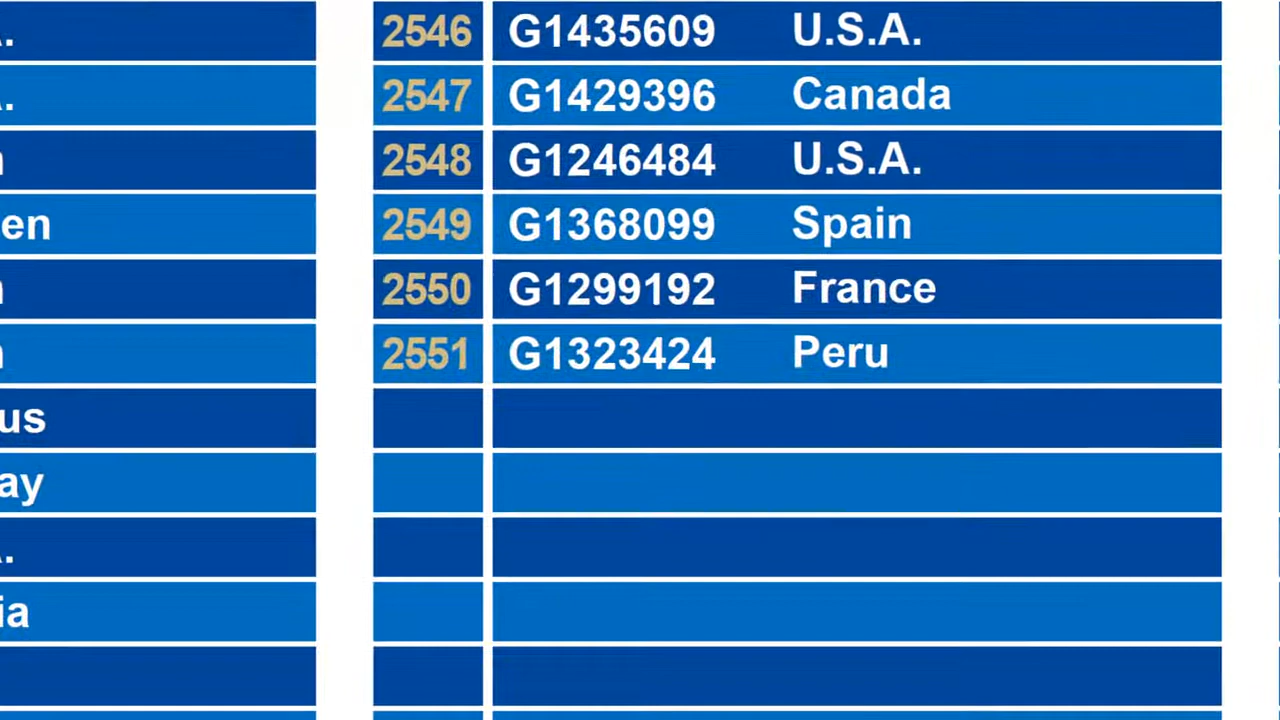 2546 G1435609 U.S.A.
2547 G1429396 Canada
2548 G1246484 U.S.A.
2549 G1368099 Spain
2550 G1299192 France
2551 G1323424 Peru